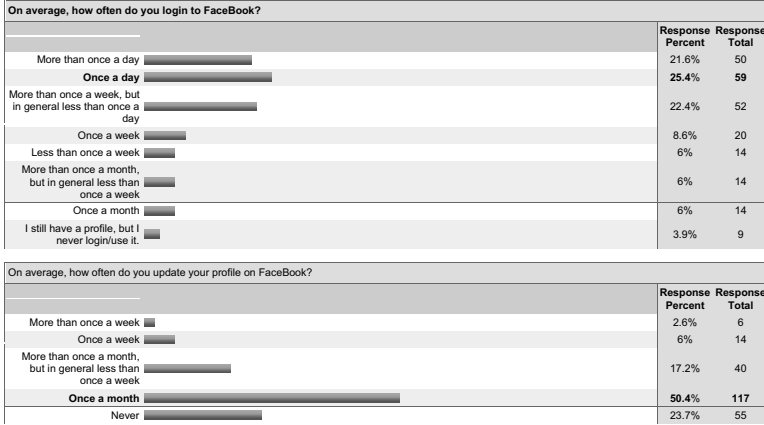 On average, how often do you login to FaceBook?
Response Response
Percent Total
More than once a day 21.6% 50
Once a day 25.4% 59
More than once a week, but
in general less than once a 22.4% 52
day
Once a week 8.6% 20
Less than once a week 6% 14
More than once a month,
but in general less than 6% 14
once a week
Once a month 6% 14
I still have a profile, but I 3.9% 9
never login/use it.
On average, how often do you update your profile on FaceBook?
Response Response
Percent Total
More than once a week 2.6% 6
Once a week 6% 14
More than once a month,
but in general less than 17.2% 40
once a week
Once a month 50.4% 117
Never 23.7% 55